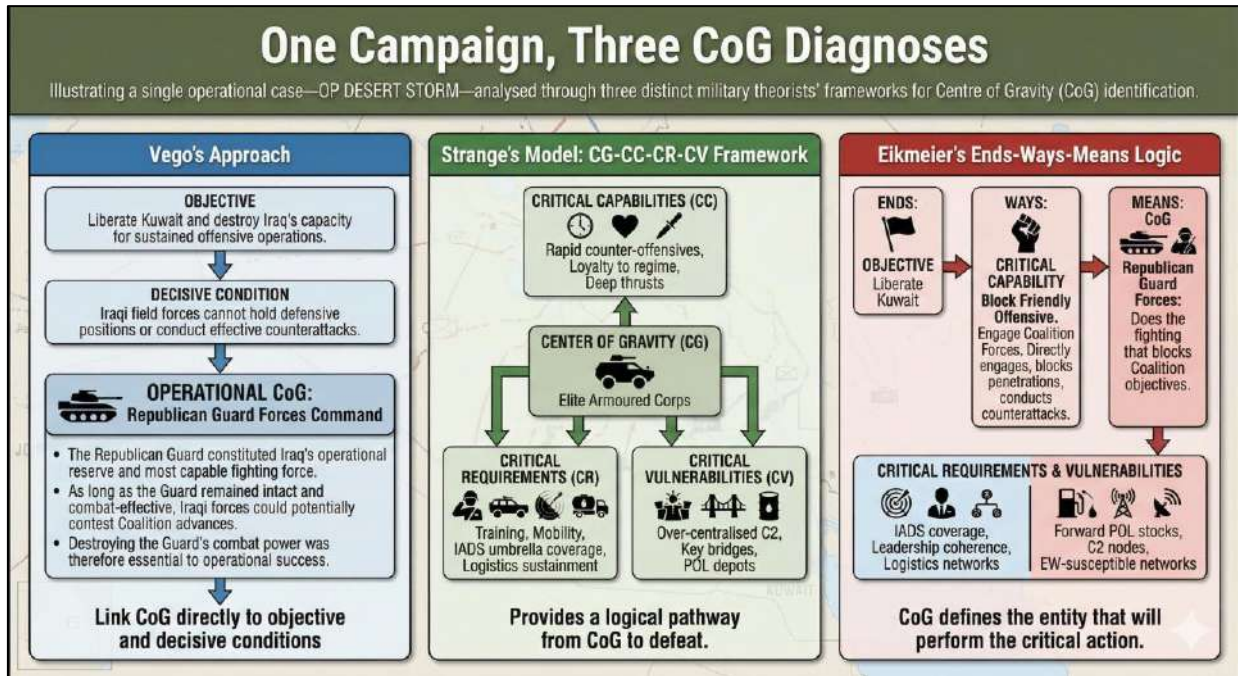 One Campaign, Three CoG Diagnoses
Illustrating a single operational case—OP DESERT STORM—analysed through three distinct military theorists' frameworks for Centre of Gravity (CoG) identification.
Vego's Approach
OBJECTIVE
Liberate Kuwait and destroy Iraq's capacity
for sustained offensive operations.
DECISIVE CONDITION
Iraqi field forces cannot hold defensive
positions or conduct effective counterattacks.
OPERATIONAL CoG:
Republican Guard Forces Command
• The Republican Guard constituted Iraq's operational
reserve and most capable fighting force.
• As long as the Guard remained intact and
combat-effective, Iraqi forces could potentially
contest Coalition advances.
• Destroying the Guard's combat power was
therefore essential to operational success.
Link CoG directly to objective
and decisive conditions
Strange's Model: CG-CC-CR-CV Framework
CRITICAL CAPABILITIES (CC)
Rapid counter-offensives,
Loyalty to regime,
Deep thrusts
CENTER OF GRAVITY (CG)
Elite Armoured Corps
CRITICAL
REQUIREMENTS (CR)
Training, Mobility,
IADS umbrella coverage,
Logistics sustainment
CRITICAL
VULNERABILITIES (CV)
Over-centralised C2,
Key bridges,
POL depots
Provides a logical pathway
from CoG to defeat.
Eikmeier's Ends-Ways-Means Logic
ENDS:
OBJECTIVE
Liberate
Kuwait
WAYS:
CRITICAL
CAPABILITY
Block Friendly
Offensive.
Engage Coalition
Forces, Directly
engages, blocks
penetrations,
conducts
counterattacks.
MEANS:
CoG
Republican
Guard
Forces:
Does the
fighting
that blocks
Coalition
objectives.
CRITICAL REQUIREMENTS & VULNERABILITIES
IADS coverage,
Leadership coherence,
Logistics networks
Forward POL stocks,
C2 nodes,
EW-susceptible networks
CoG defines the entity that will
perform the critical action.